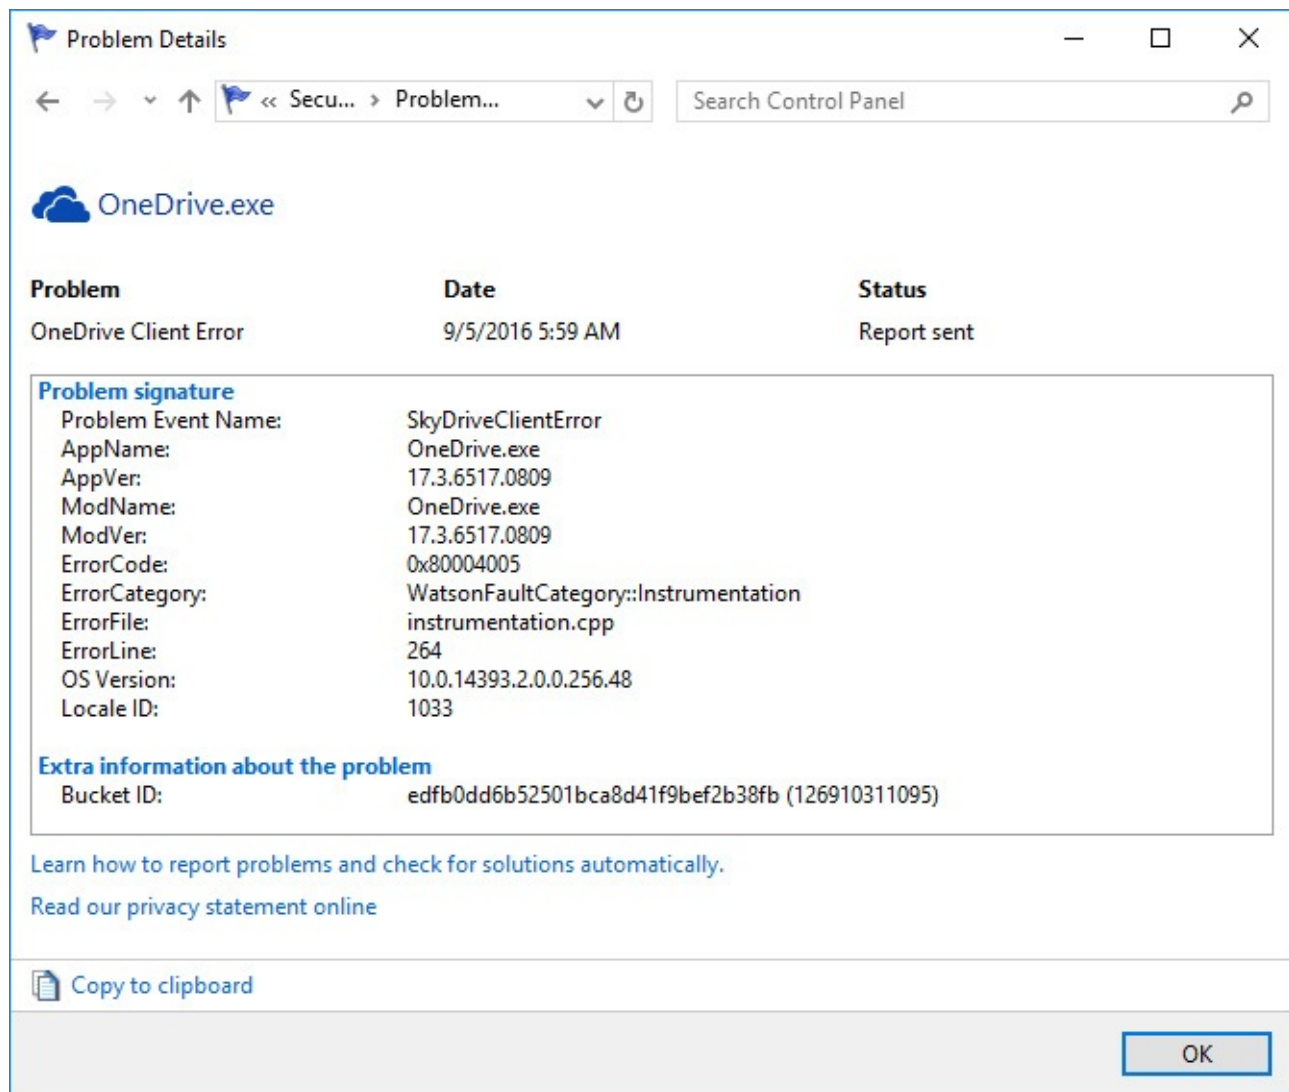 Problem Details
« Secu... › Problem...
Search Control Panel
OneDrive.exe
Problem Date Status
OneDrive Client Error 9/5/2016 5:59 AM Report sent
Problem signature
Problem Event Name: SkyDriveClientError
AppName: OneDrive.exe
AppVer: 17.3.6517.0809
ModName: OneDrive.exe
ModVer: 17.3.6517.0809
ErrorCode: 0x80004005
ErrorCategory: WatsonFaultCategory::Instrumentation
ErrorFile: instrumentation.cpp
ErrorLine: 264
OS Version: 10.0.14393.2.0.0.256.48
Locale ID: 1033
Extra information about the problem
Bucket ID: edfb0dd6b52501bca8d41f9bef2b38fb (126910311095)
Learn how to report problems and check for solutions automatically.
Read our privacy statement online
Copy to clipboard
OK